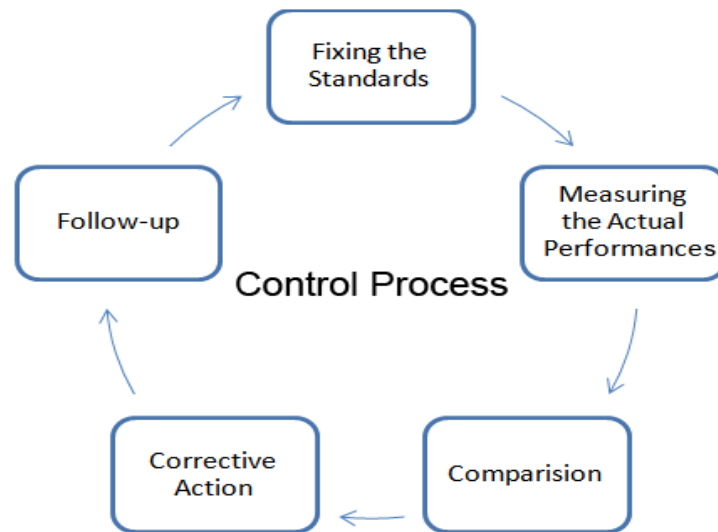 Fixing the
Standards
Measuring
the Actual
Performances
Comparision
Corrective
Action
Follow-up
Control Process